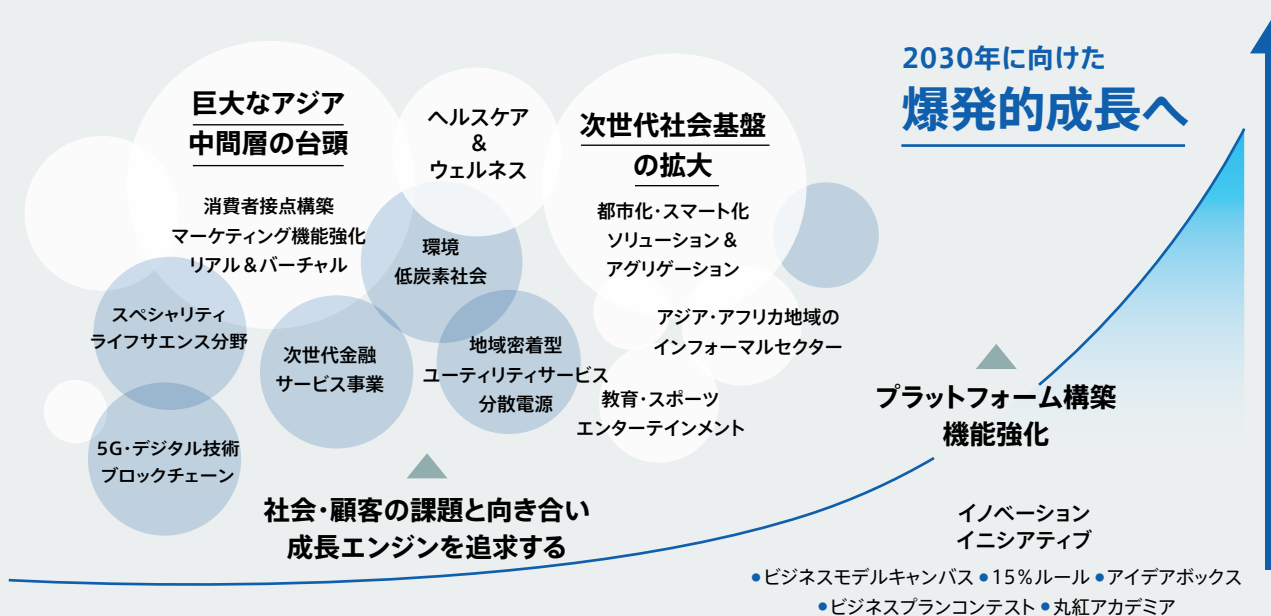 2030年に向けた
爆発的成長へ
巨大なアジア
中間層の台頭
消費者接点構築
マーケティング機能強化
リアル＆バーチャル
ヘルスケア
&
ウェルネス
次世代社会基盤
の拡大
都市化・スマート化
ソリューション &
アグリゲーション
環境
低炭素社会
スペシャリティ
ライフサエンス分野
次世代金融
サービス事業
地域密着型
ユーティリティサービス
分散電源
アジア・アフリカ地域の
インフォーマルセクター
教育・スポーツ
エンターテインメント
5G・デジタル技術
ブロックチェーン
社会・顧客の課題と向き合い
成長エンジンを追求する
プラットフォーム構築
機能強化
イノベーション
イニシアティブ
●ビジネスモデルキャンバス ●15％ルール ●アイデアボックス
●ビジネスプランコンテスト ●丸紅アカデミア